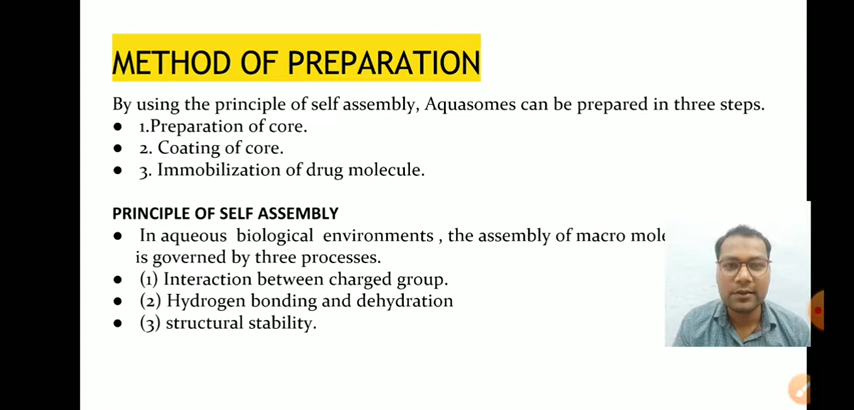 METHOD OF PREPARATION
By using the principle of self assembly, Aquasomes can be prepared in three steps.
● 1.Preparation of core.
● 2. Coating of core.
● 3. Immobilization of drug molecule.
PRINCIPLE OF SELF ASSEMBLY
● In aqueous biological environments , the assembly of macro
is governed by three processes.
● (1) Interaction between charged group.
● (2) Hydrogen bonding and dehydration
● (3) structural stability.